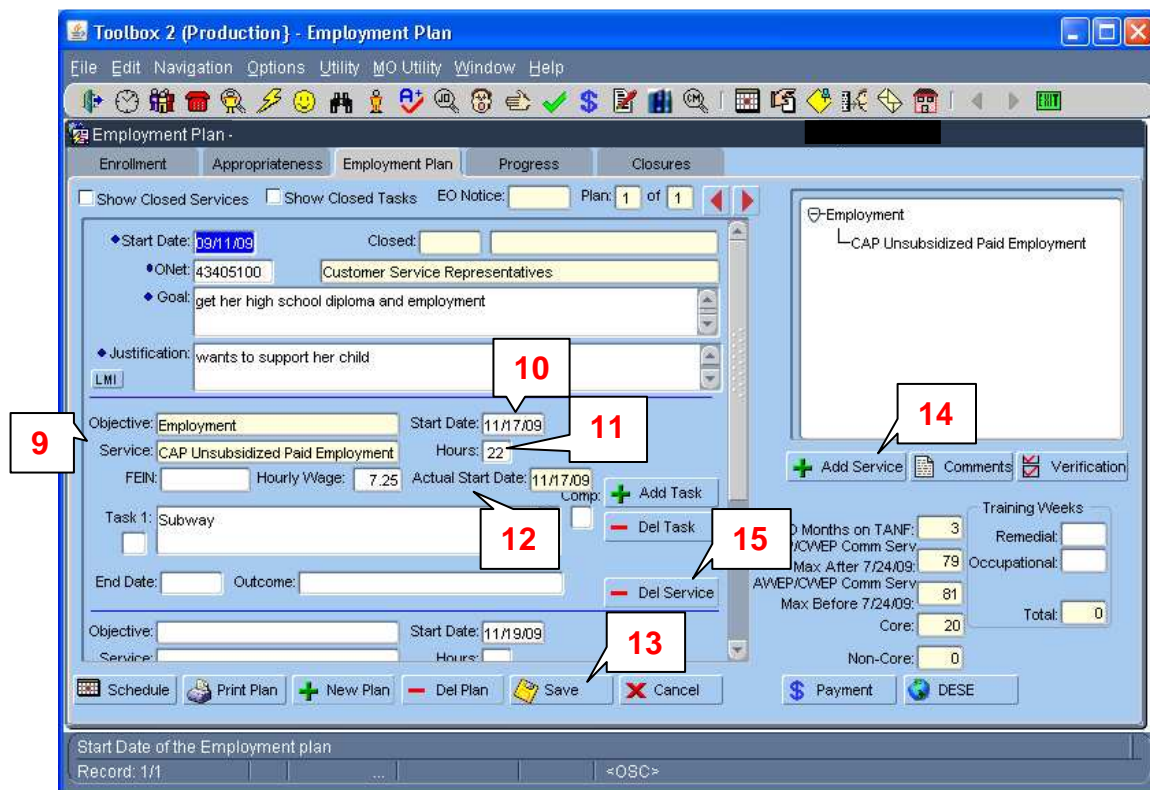 Toolbox 2 (Production} - Employment Plan
File Edit Navigation Options Utility MO Utility Window Help
A+ JD CM EXIT
Employment Plan -
Enrollment Appropriateness Employment Plan Progress Closures
Show Closed Services Show Closed Tasks EO Notice: Plan: 1 of 1
Employment
CAP Unsubsidized Paid Employment
Start Date: 09/11/09 Closed:
ONet: 43405100 Customer Service Representatives
Goal: get her high school diploma and employment
Justification: wants to support her child
LMI
10
9
11
14
Objective: Employment Start Date: 11/17/09
Service: CAP Unsubsidized Paid Employment Hours: 22
FEIN: Hourly Wage: 7.25 Actual Start Date: 11/17/09
Add Service Comments Verification
Comp: Add Task
Task 1: Subway
Del Task
12
15
End Date: Outcome:
Del Service
Objective: Start Date: 11/19/09
Service: Hours:
13
Months on TANF: 3
/CWEP Comm Serv
Max After 7/24/09: 79
AWEP/CWEP Comm Serv
Max Before 7/24/09: 81
Core: 20
Non-Core: 0
Training Weeks
Remedial:
Occupational:
Total: 0
Schedule Print Plan New Plan Del Plan Save Cancel Payment DESE
Start Date of the Employment plan
Record: 1/1 ... <OSC>